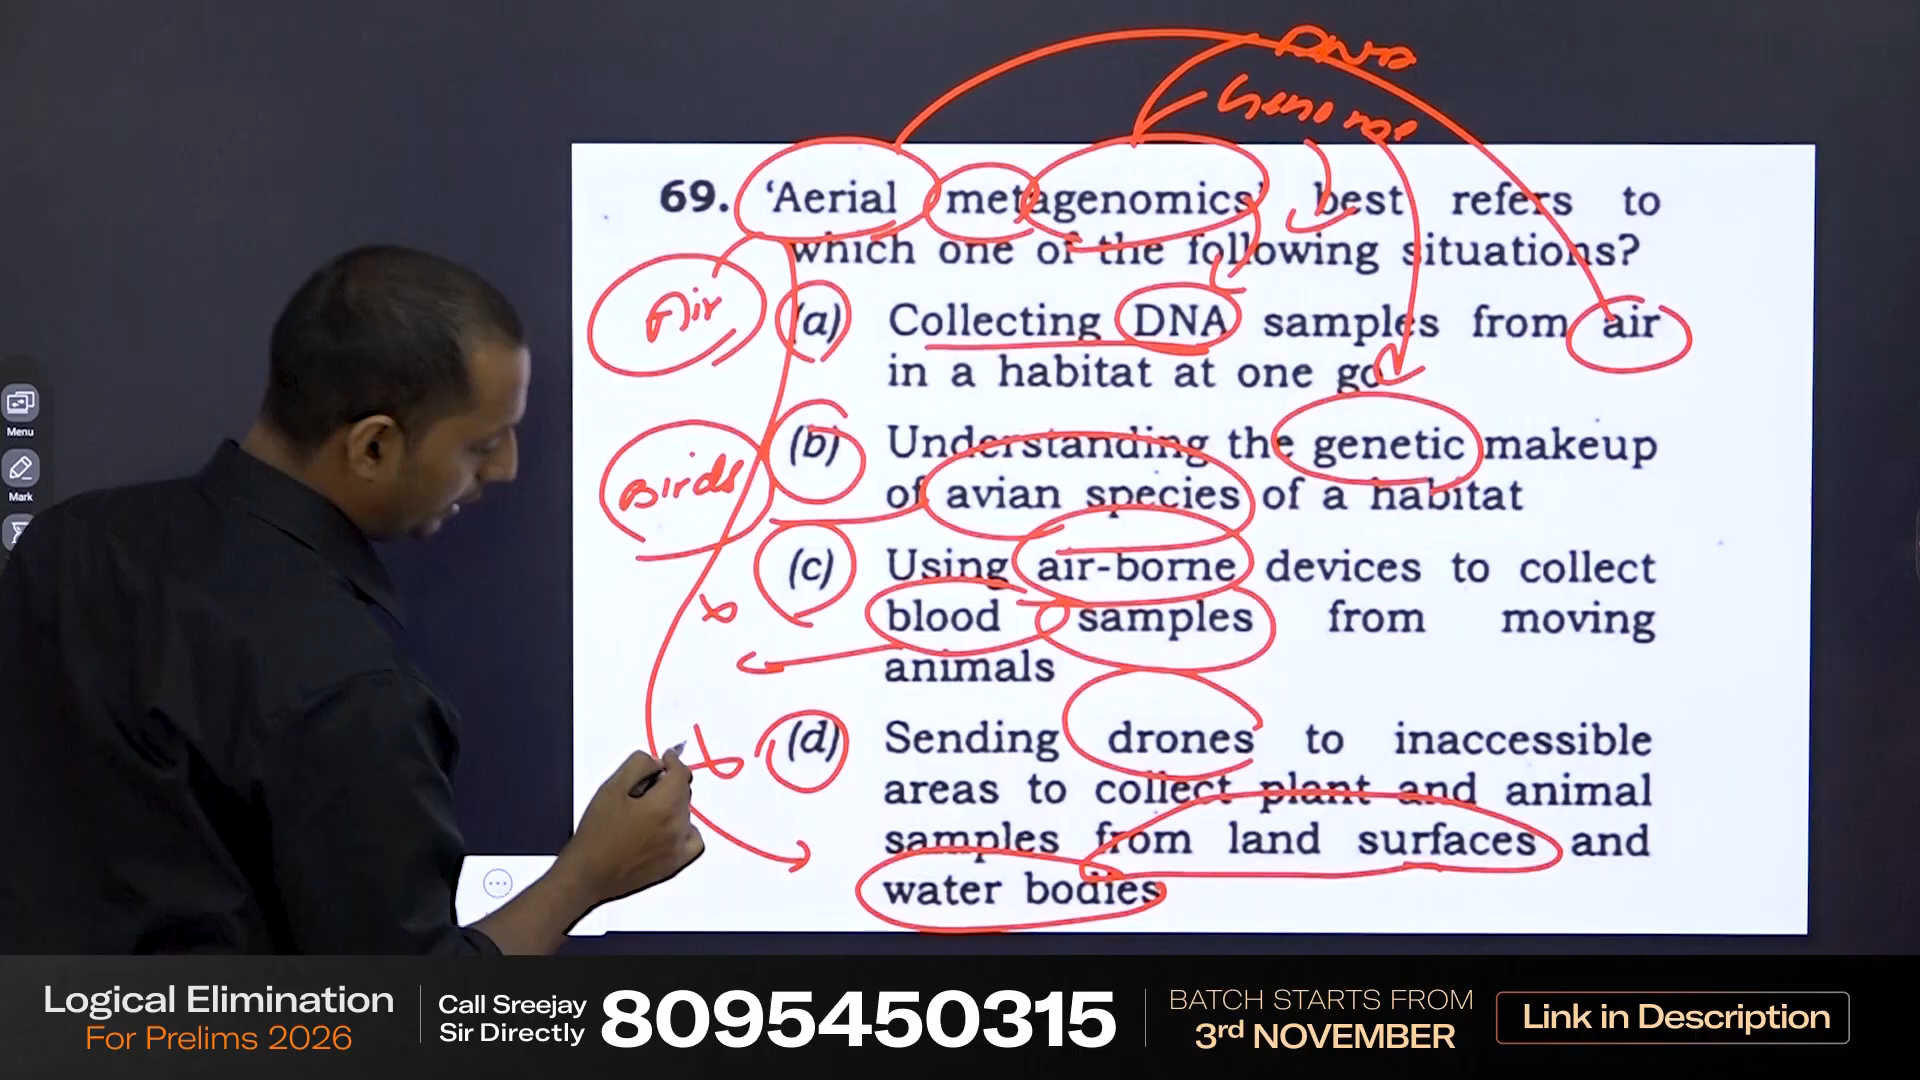 DNA
Genome
69. 'Aerial metagenomics' best refers to
which one of the following situations?
Air
(a) Collecting DNA samples from air
in a habitat at one go
Birds
(b) Understanding the genetic makeup
of avian species of a habitat
(c) Using air-borne devices to collect
blood samples from moving
animals
(d) Sending drones to inaccessible
areas to collect plant and animal
samples from land surfaces and
water bodies
Menu
Mark
Logical Elimination
For Prelims 2026
Call Sreejay
Sir Directly
8095450315
BATCH STARTS FROM
3rd NOVEMBER
Link in Description